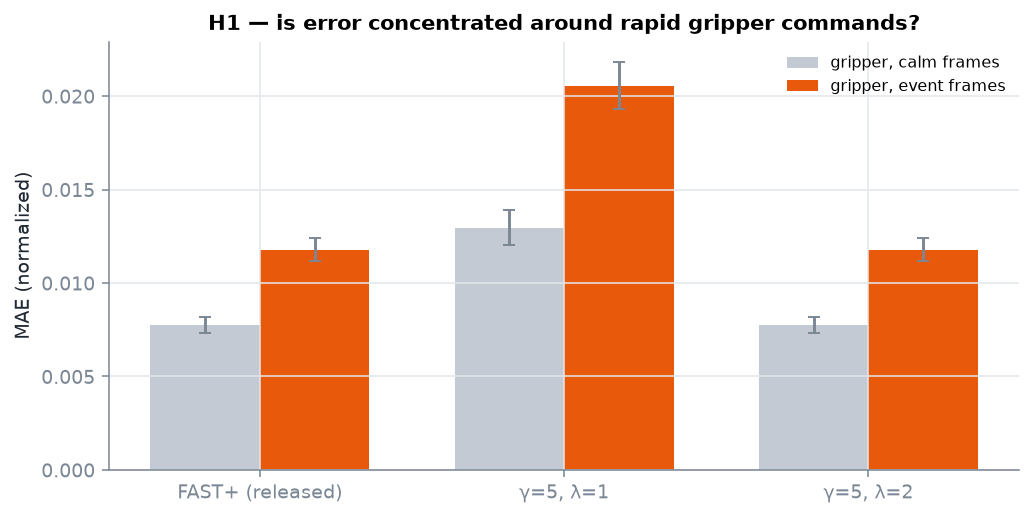 H1 — is error concentrated around rapid gripper commands?
gripper, calm frames
gripper, event frames
MAE (normalized)
0.020
0.015
0.010
0.005
0.000
FAST+ (released)
γ=5, λ=1
γ=5, λ=2